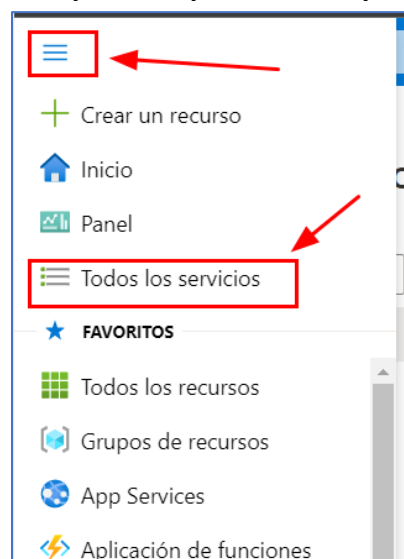 Crear un recurso
Inicio
Panel
Todos los servicios
FAVORITOS
Todos los recursos
Grupos de recursos
App Services
Aplicación de funciones